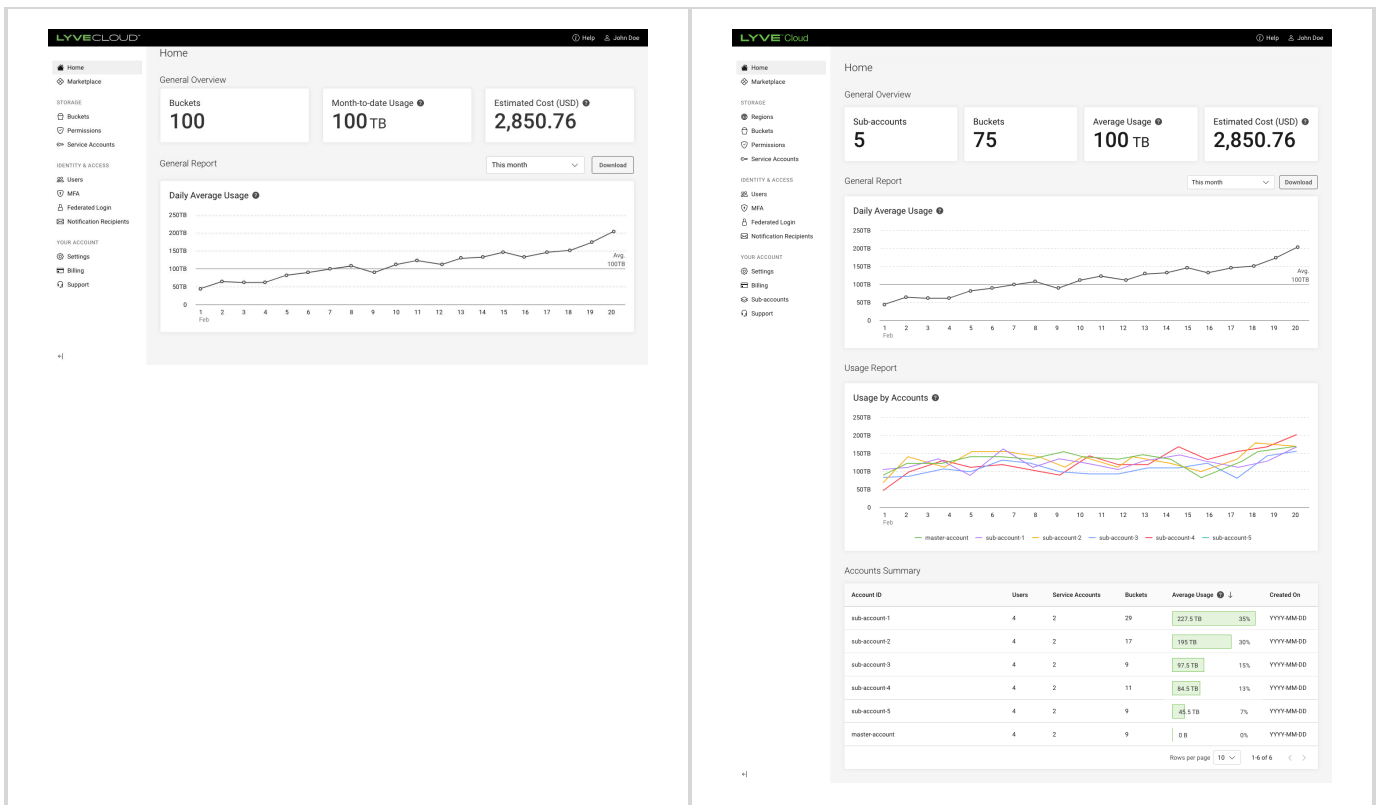 LYVECLOUD
Help John Doe
Home
Marketplace
STORAGE
Buckets
Permissions
Service Accounts
IDENTITY & ACCESS
Users
MFA
Federated Login
Notification Recipients
YOUR ACCOUNT
Settings
Billing
Support
Home
General Overview
Buckets
100
Month-to-date Usage
100 TB
Estimated Cost (USD)
2,850.76
General Report
This month
Download
Daily Average Usage
250TB
200TB
150TB
100TB
50TB
0
Avg.
100TB
1 2 3 4 5 6 7 8 9 10 11 12 13 14 15 16 17 18 19 20
Feb
LYVE Cloud
Help John Doe
Home
Marketplace
STORAGE
Regions
Buckets
Permissions
Service Accounts
IDENTITY & ACCESS
Users
MFA
Federated Login
Notification Recipients
YOUR ACCOUNT
Settings
Billing
Sub-accounts
Support
Home
General Overview
Sub-accounts
5
Buckets
75
Average Usage
100 TB
Estimated Cost (USD)
2,850.76
General Report
This month
Download
Daily Average Usage
250TB
200TB
150TB
100TB
50TB
0
Avg.
100TB
1 2 3 4 5 6 7 8 9 10 11 12 13 14 15 16 17 18 19 20
Feb
Usage Report
Usage by Accounts
250TB
200TB
150TB
100TB
50TB
0
1 2 3 4 5 6 7 8 9 10 11 12 13 14 15 16 17 18 19 20
Feb
master-account sub-account-1 sub-account-2 sub-account-3 sub-account-4 sub-account-5
Accounts Summary
Account ID Users Service Accounts Buckets Average Usage Created On
sub-account-1 4 2 29 227.5 TB 35% YYYY-MM-DD
sub-account-2 4 2 17 195 TB 30% YYYY-MM-DD
sub-account-3 4 2 9 97.5 TB 15% YYYY-MM-DD
sub-account-4 4 2 11 84.5 TB 13% YYYY-MM-DD
sub-account-5 4 2 9 45.5 TB 7% YYYY-MM-DD
master-account 4 2 9 0 B 0% YYYY-MM-DD
Rows per page 10 1-6 of 6